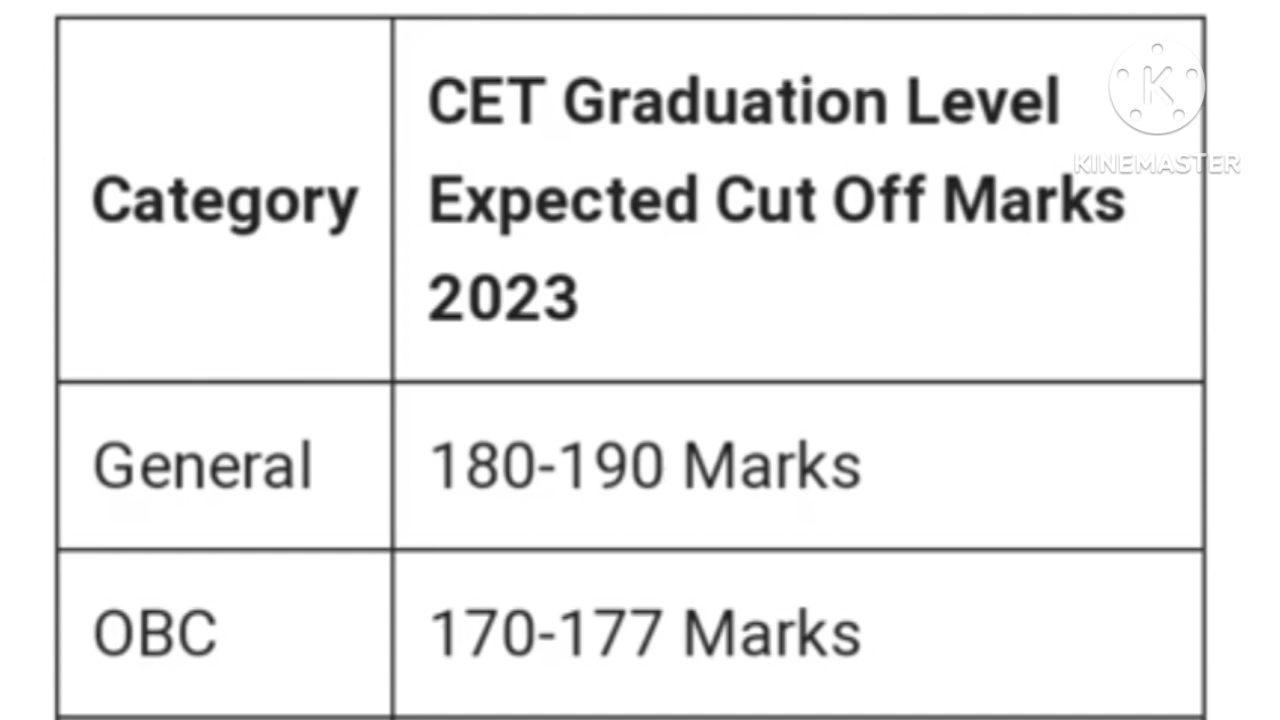 Category
CET Graduation Level
Expected Cut Off Marks
2023
General
180-190 Marks
OBC
170-177 Marks
K
KINEMASTER